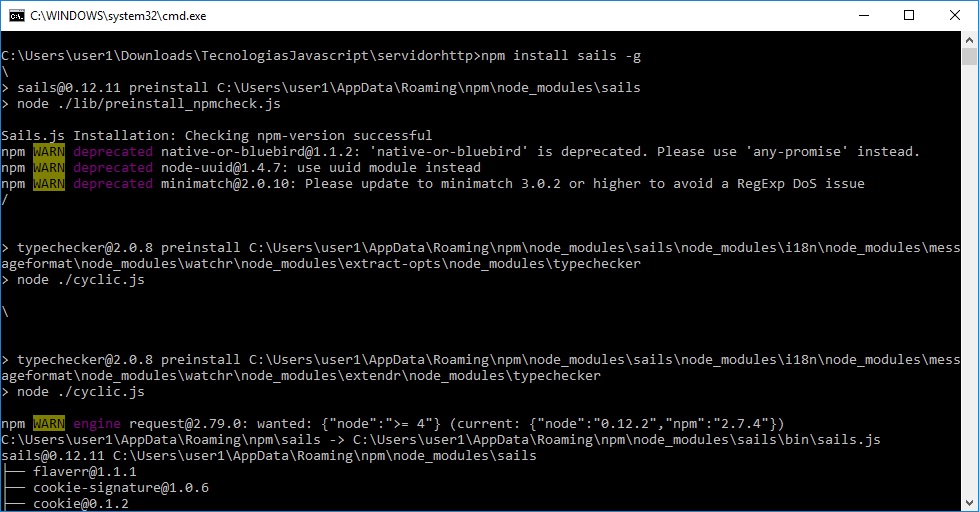 C:\WINDOWS\system32\cmd.exe
C:\Users\user1\Downloads\TecnologiasJavascript\servidorhttp>npm install sails -g
\
> sails@0.12.11 preinstall C:\Users\user1\AppData\Roaming\npm\node_modules\sails
> node ./lib/preinstall_npmcheck.js
Sails.js Installation: Checking npm-version successful
npm WARN deprecated native-or-bluebird@1.1.2: 'native-or-bluebird' is deprecated. Please use 'any-promise' instead.
npm WARN deprecated node-uuid@1.4.7: use uuid module instead
npm WARN deprecated minimatch@2.0.10: Please update to minimatch 3.0.2 or higher to avoid a RegExp DoS issue
/
> typechecker@2.0.8 preinstall C:\Users\user1\AppData\Roaming\npm\node_modules\sails\node_modules\i18n\node_modules\mess
ageformat\node_modules\watchr\node_modules\extract-opts\node_modules\typechecker
> node ./cyclic.js
\
> typechecker@2.0.8 preinstall C:\Users\user1\AppData\Roaming\npm\node_modules\sails\node_modules\i18n\node_modules\mess
ageformat\node_modules\watchr\node_modules\extendr\node_modules\typechecker
> node ./cyclic.js
npm WARN engine request@2.79.0: wanted: {"node":">= 4"} (current: {"node":"0.12.2","npm":"2.7.4"})
C:\Users\user1\AppData\Roaming\npm\sails -> C:\Users\user1\AppData\Roaming\npm\node_modules\sails\bin\sails.js
sails@0.12.11 C:\Users\user1\AppData\Roaming\npm\node_modules\sails
├── flaverr@1.1.1
├── cookie-signature@1.0.6
├── cookie@0.1.2